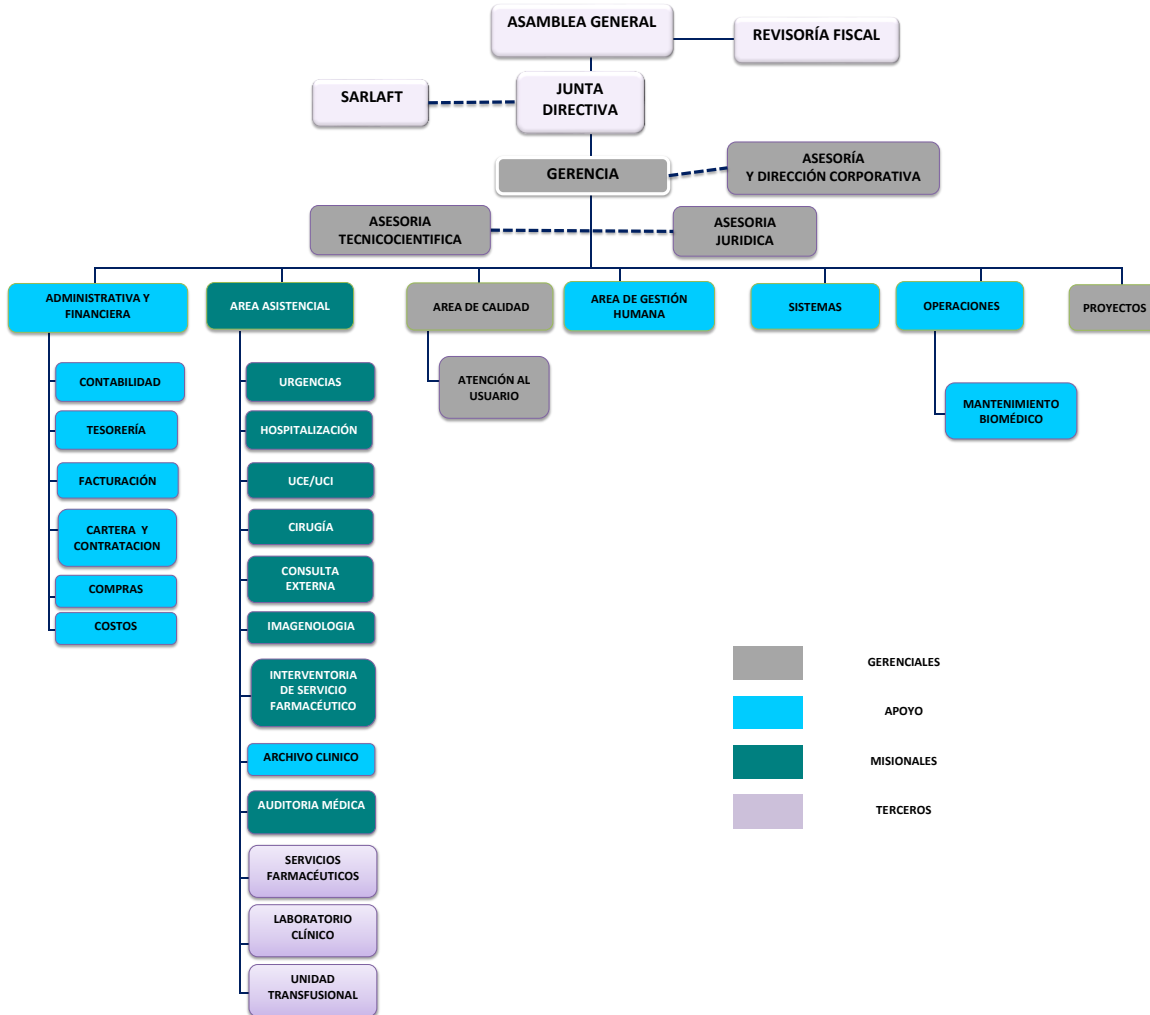 ASAMBLEA GENERAL
REVISORÍA FISCAL
SARLAFT
JUNTA
DIRECTIVA
GERENCIA
ASESORÍA
Y DIRECCIÓN CORPORATIVA
ASESORIA
TECNICOCIENTIFICA
ASESORIA
JURIDICA
ADMINISTRATIVA Y
FINANCIERA
AREA ASISTENCIAL
AREA DE CALIDAD
AREA DE GESTIÓN
HUMANA
SISTEMAS
OPERACIONES
PROYECTOS
CONTABILIDAD
TESORERÍA
FACTURACIÓN
CARTERA Y
CONTRATACION
COMPRAS
COSTOS
URGENCIAS
HOSPITALIZACIÓN
UCE/UCI
CIRUGÍA
CONSULTA
EXTERNA
IMAGENOLOGIA
INTERVENTORIA
DE SERVICIO
FARMACÉUTICO
ARCHIVO CLINICO
AUDITORIA MÉDICA
SERVICIOS
FARMACÉUTICOS
LABORATORIO
CLÍNICO
UNIDAD
TRANSFUSIONAL
ATENCIÓN AL
USUARIO
MANTENIMIENTO
BIOMÉDICO
GERENCIALES
APOYO
MISIONALES
TERCEROS